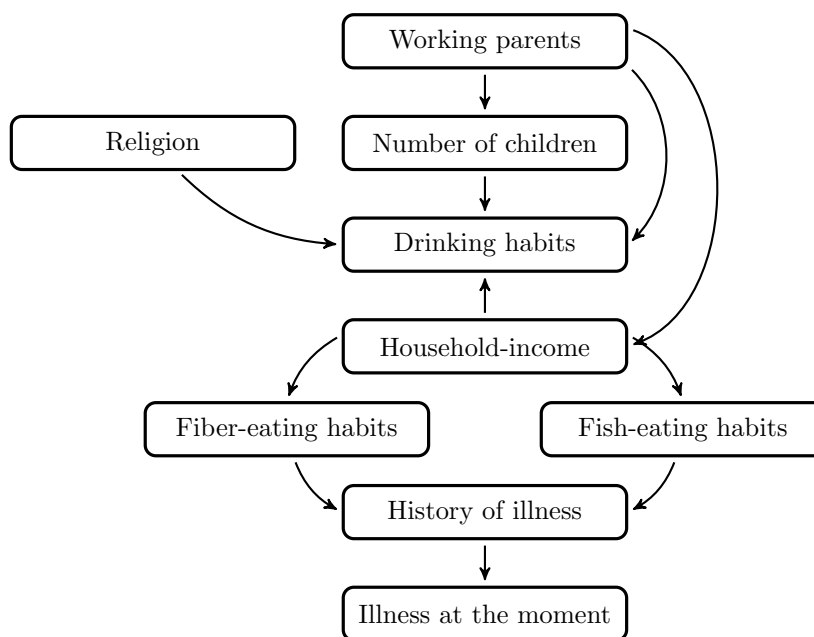 Working parents
Religion
Number of children
Drinking habits
Household-income
Fiber-eating habits
Fish-eating habits
History of illness
Illness at the moment